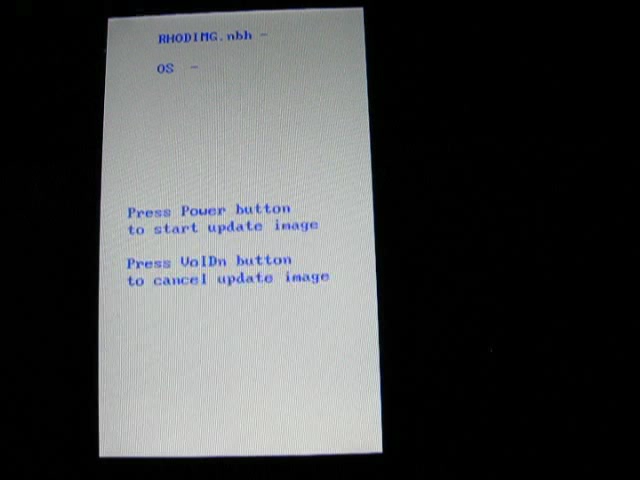 RHODIMG.nbh -
OS -
Press Power button
to start update image
Press VolDn button
to cancel update image